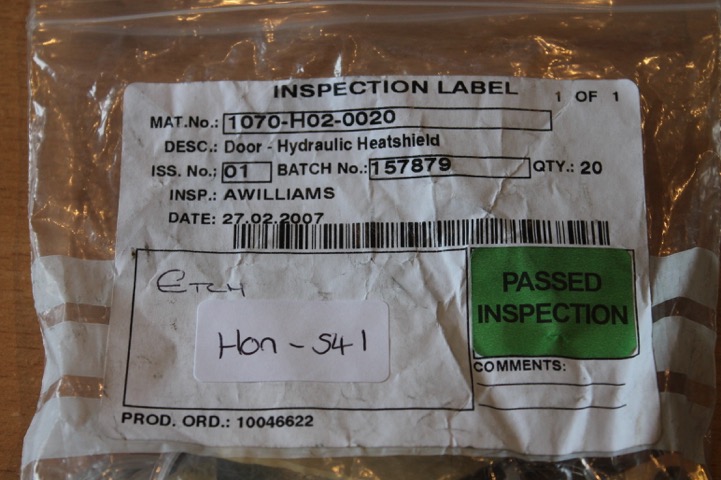 INSPECTION LABEL
1 OF 1
MAT.No.: 1070-H02-0020
DESC.: Door - Hydraulic Heatshield
ISS. No.: 01 BATCH No.: 157879 QTY.: 20
INSP.: AWILLIAMS
DATE: 27.02.2007
Etch
Hon - 541
PASSED
INSPECTION
COMMENTS:
PROD. ORD.: 10046622